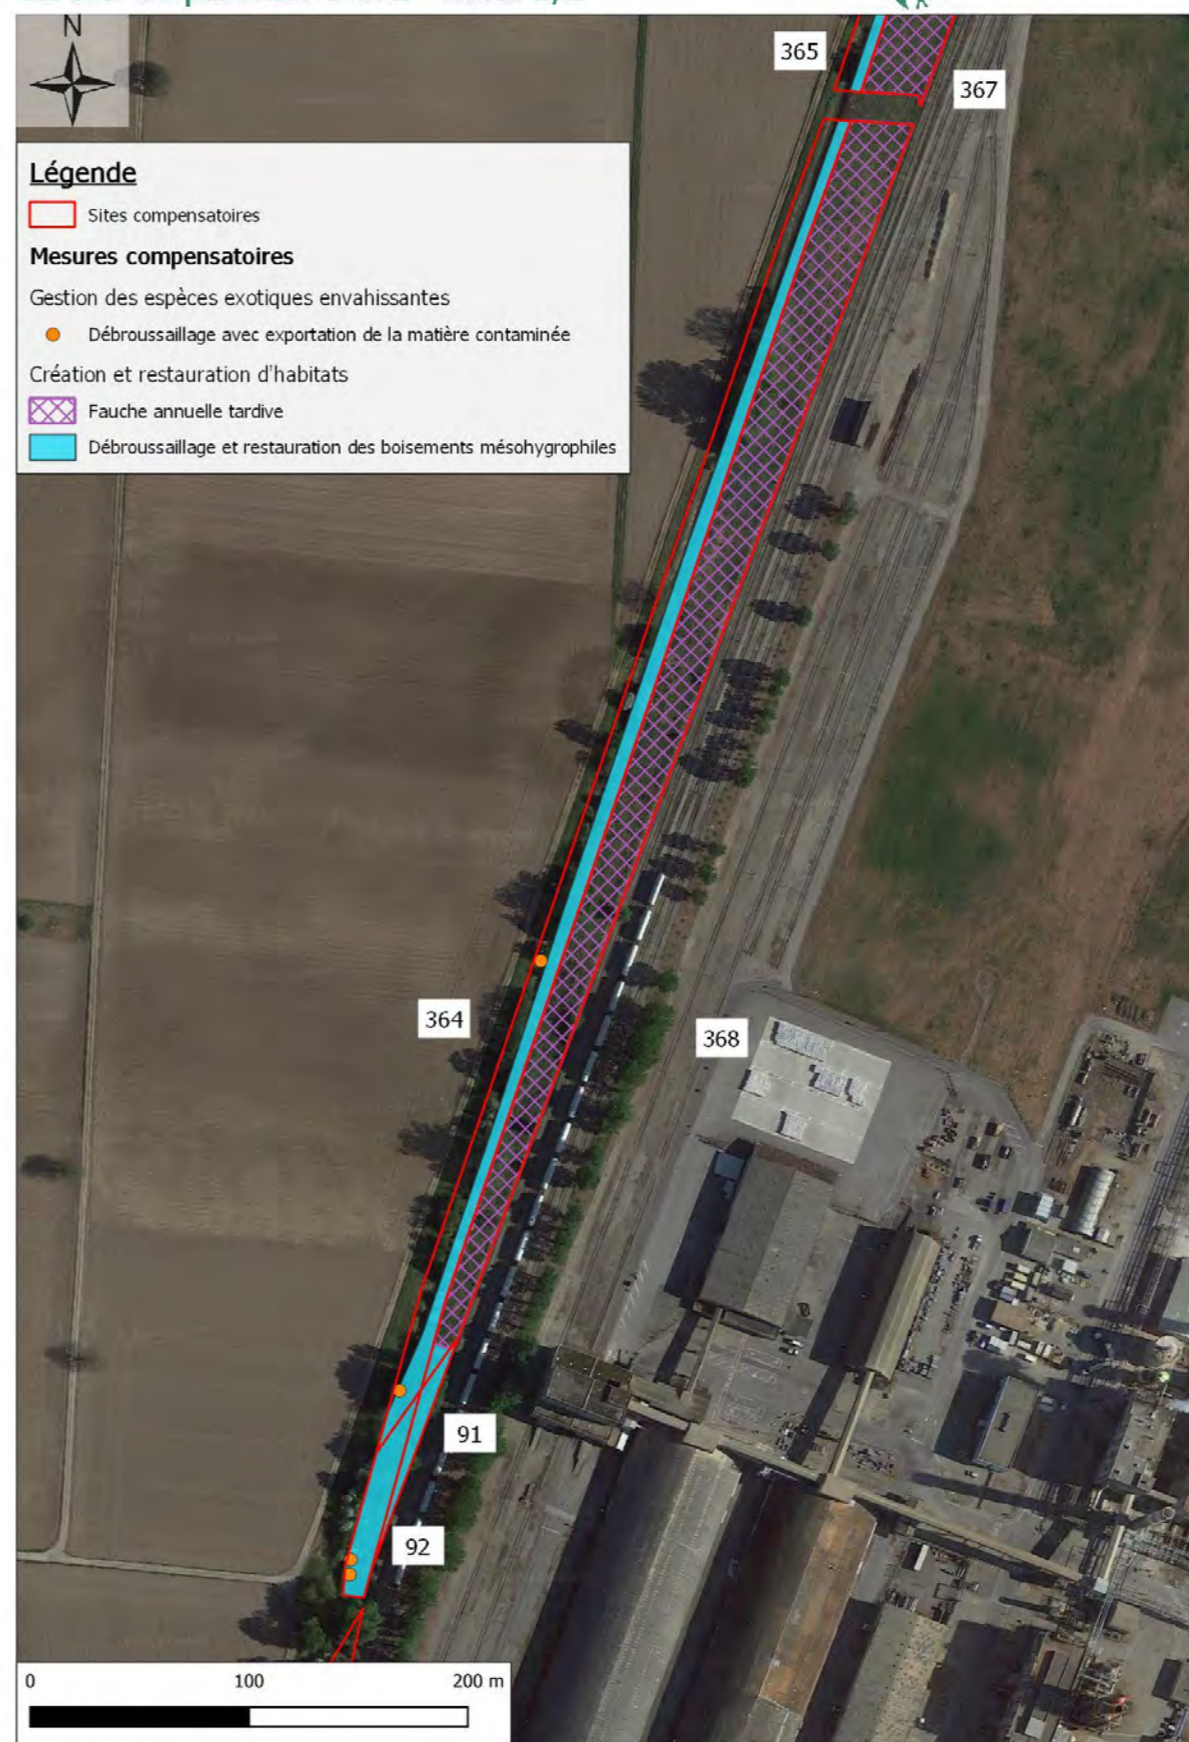 N
365
367
Légende
Sites compensatoires
Mesures compensatoires
Gestion des espèces exotiques envahissantes
Débroussaillage avec exportation de la matière contaminée
Création et restauration d'habitats
Fauche annuelle tardive
Débroussaillage et restauration des boisements mésohygrophiles
364
368
91
92
0 100 200 m